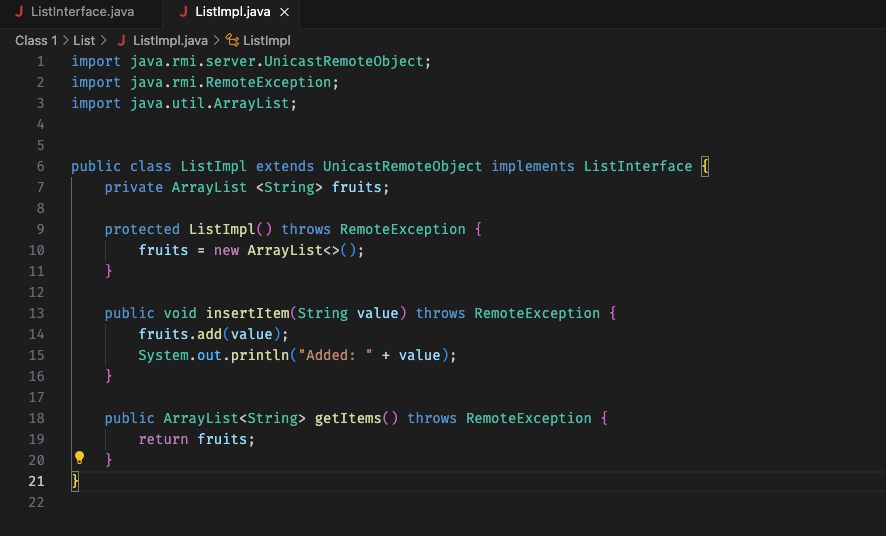 ListInterface.java ListImpl.java
Class 1 > List > ListImpl.java > ListImpl
1 import java.rmi.server.UnicastRemoteObject;
2 import java.rmi.RemoteException;
3 import java.util.ArrayList;
4
5
6 public class ListImpl extends UnicastRemoteObject implements ListInterface {
7     private ArrayList <String> fruits;
8
9     protected ListImpl() throws RemoteException {
10         fruits = new ArrayList<>();
11     }
12
13     public void insertItem(String value) throws RemoteException {
14         fruits.add(value);
15         System.out.println("Added: " + value);
16     }
17
18     public ArrayList<String> getItems() throws RemoteException {
19         return fruits;
20     }
21 }
22